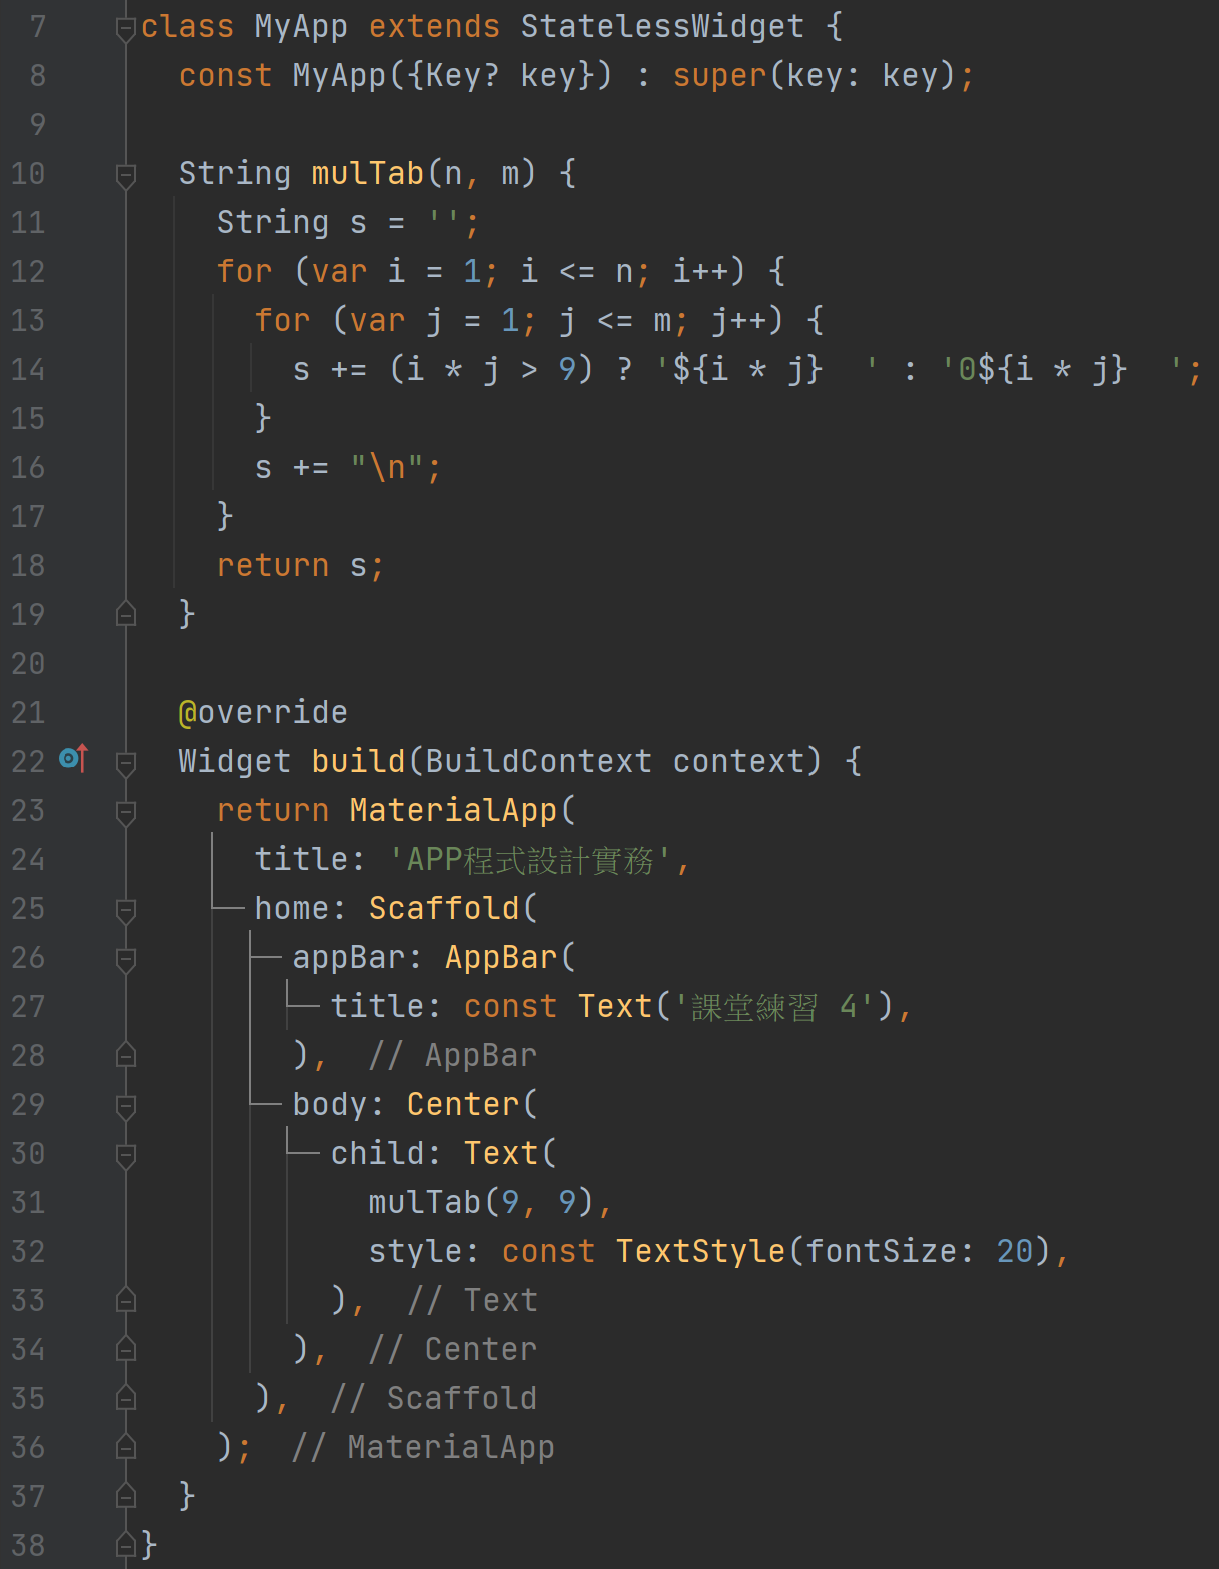 7 class MyApp extends StatelessWidget {
8   const MyApp({Key? key}) : super(key: key);
9
10   String mulTab(n, m) {
11     String s = '';
12     for (var i = 1; i <= n; i++) {
13       for (var j = 1; j <= m; j++) {
14         s += (i * j > 9) ? '${i * j}  ' : '0${i * j}  ';
15       }
16       s += "\n";
17     }
18     return s;
19   }
20
21   @override
22   Widget build(BuildContext context) {
23     return MaterialApp(
24       title: 'APP程式設計實務',
25       home: Scaffold(
26         appBar: AppBar(
27           title: const Text('課堂練習 4'),
28         ),  // AppBar
29         body: Center(
30           child: Text(
31             mulTab(9, 9),
32             style: const TextStyle(fontSize: 20),
33           ),  // Text
34         ),  // Center
35       ),  // Scaffold
36     );  // MaterialApp
37   }
38 }